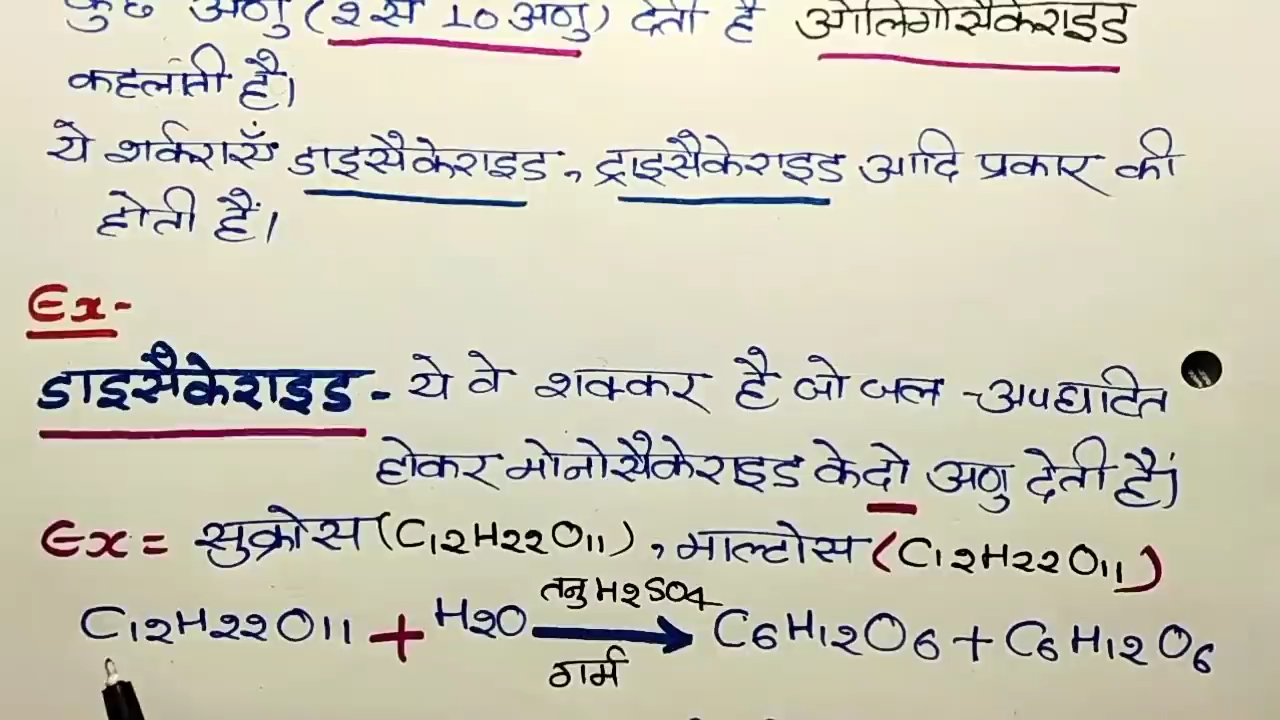 कुछ अणु (2 से 10 अणु) देती है ओलिगोसैकेराइड
कहलाती है।
ये शर्कराएँ डाइसैकेराइड, ट्राइसैकेराइड आदि प्रकार की
होती हैं।
Ex-
डाइसैकेराइड - ये वे शक्कर है जो जल-अपघटित
होकर मोनोसैकेराइड के दो अणु देती है।
Ex = सुक्रोस (C12H22O11), माल्टोस (C12H22O11)
तनु H2SO4
C12H22O11 + H2O → C6H12O6 + C6H12O6
गर्म